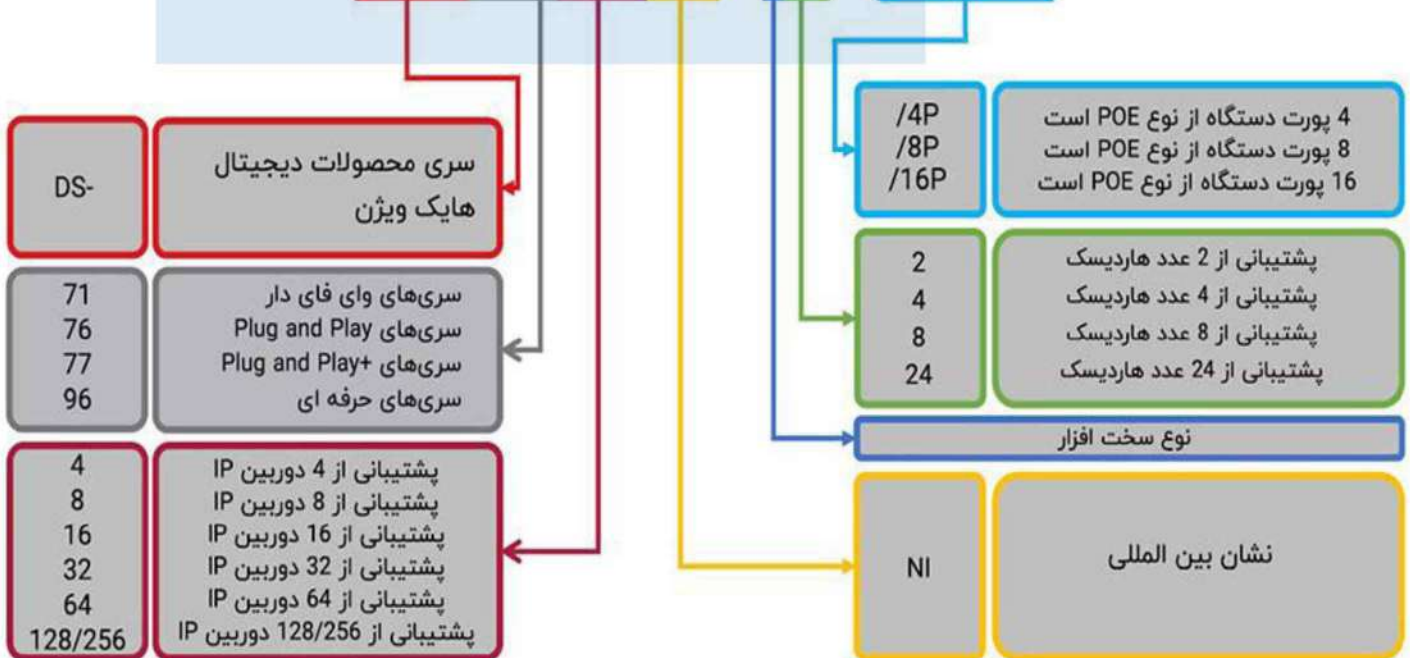 DS-
سری محصولات دیجیتال
هایک ویژن
71
سری‌های وای فای دار
76
سری‌های Plug and Play
77
سری‌های Plug and Play+
96
سری‌های حرفه ای
4
پشتیبانی از 4 دوربین IP
8
پشتیبانی از 8 دوربین IP
16
پشتیبانی از 16 دوربین IP
32
پشتیبانی از 32 دوربین IP
64
پشتیبانی از 64 دوربین IP
128/256
پشتیبانی از 128/256 دوربین IP
/4P
4 پورت دستگاه از نوع POE است
/8P
8 پورت دستگاه از نوع POE است
/16P
16 پورت دستگاه از نوع POE است
2
پشتیبانی از 2 عدد هاردیسک
4
پشتیبانی از 4 عدد هاردیسک
8
پشتیبانی از 8 عدد هاردیسک
24
پشتیبانی از 24 عدد هاردیسک
نوع سخت افزار
NI
نشان بین المللی